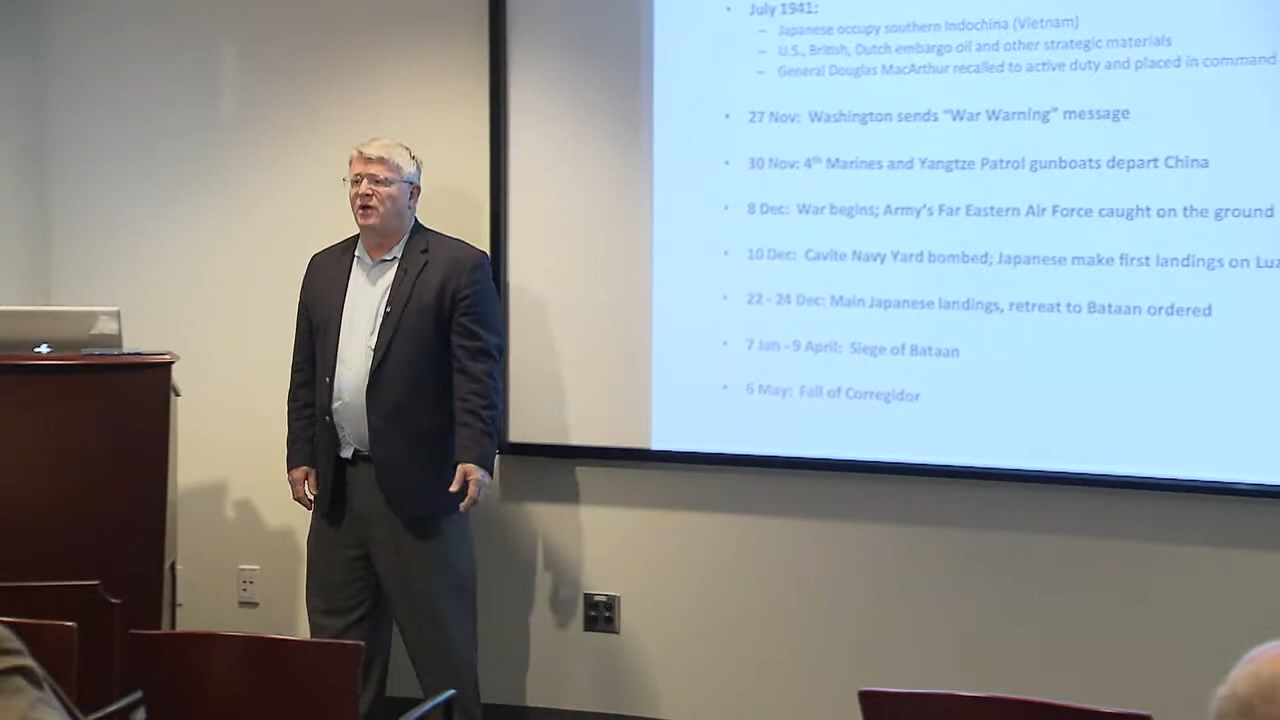 • July 1941:
– Japanese occupy southern Indochina (Vietnam)
– U.S., British, Dutch embargo oil and other strategic materials
– General Douglas MacArthur recalled to active duty and placed in command
• 27 Nov: Washington sends “War Warning” message
• 30 Nov: 4th Marines and Yangtze Patrol gunboats depart China
• 8 Dec: War begins; Army’s Far Eastern Air Force caught on the ground
• 10 Dec: Cavite Navy Yard bombed; Japanese make first landings on Luz
• 22 - 24 Dec: Main Japanese landings, retreat to Bataan ordered
• 7 Jan - 9 April: Siege of Bataan
• 6 May: Fall of Corregidor